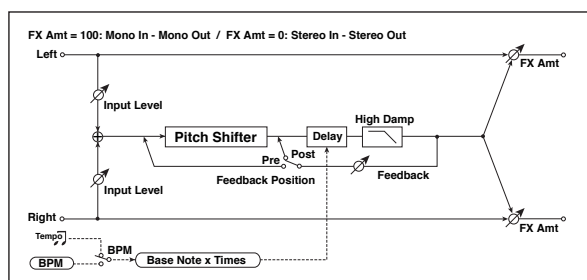 FX Amt = 100: Mono In - Mono Out / FX Amt = 0: Stereo In - Stereo Out
Left
FX Amt
Input Level
High Damp
Pitch Shifter
Delay
Post
Pre
Feedback Position
Feedback
Input Level
Right
FX Amt
Tempo
BPM
BPM
Base Note x Times